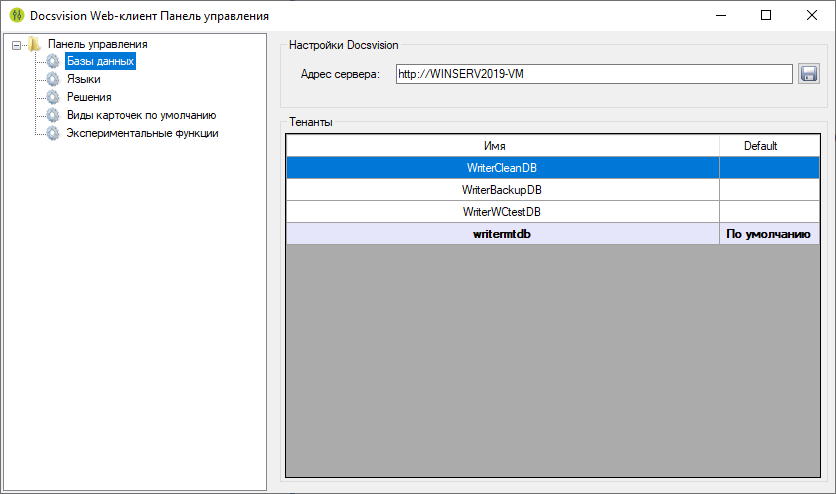 Docsvision Web-клиент Панель управления
Панель управления
Базы данных
Языки
Решения
Виды карточек по умолчанию
Экспериментальные функции
Настройки Docsvision
Адрес сервера: http://WINSERV2019-VM
Тенанты
Имя Default
WriterCleanDB
WriterBackupDB
WriterWCtestDB
writermtdb По умолчанию